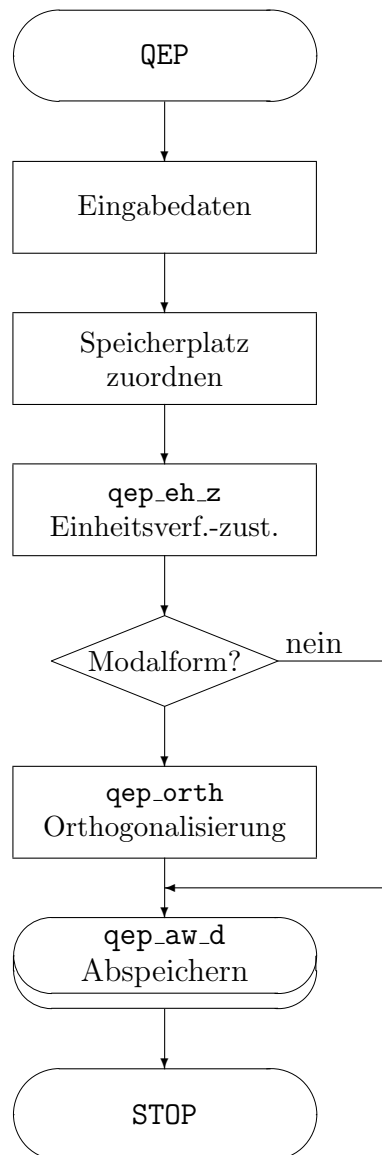 QEP
Eingabedaten
Speicherplatz
zuordnen
qep_eh_z
Einheitsverf.-zust.
Modalform?
nein
qep_orth
Orthogonalisierung
qep_aw_d
Abspeichern
STOP